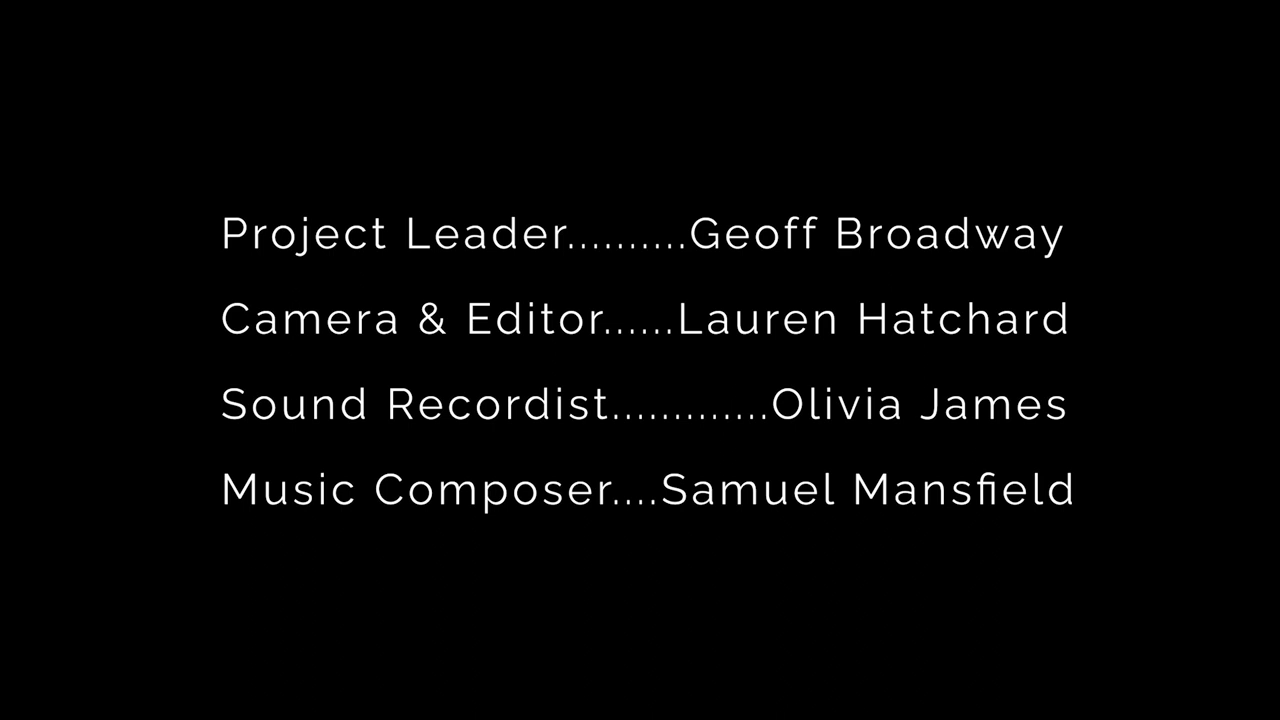 Project Leader..........Geoff Broadway
Camera & Editor......Lauren Hatchard
Sound Recordist.............Olivia James
Music Composer....Samuel Mansfield